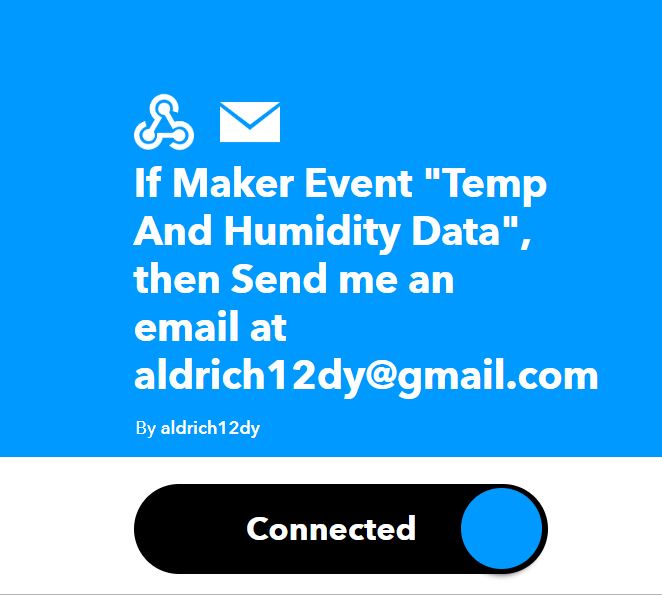 If Maker Event "Temp
And Humidity Data",
then Send me an
email at
aldrich12dy@gmail.com
By aldrich12dy
Connected